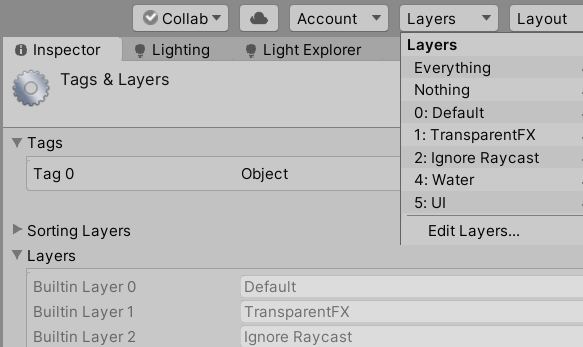 Collab Account Layers Layout
Inspector Lighting Light Explorer
Layers
Everything
Nothing
0: Default
1: TransparentFX
2: Ignore Raycast
4: Water
5: UI
Edit Layers...
Tags & Layers
Tags
Tag 0 Object
Sorting Layers
Layers
Builtin Layer 0 Default
Builtin Layer 1 TransparentFX
Builtin Layer 2 Ignore Raycast